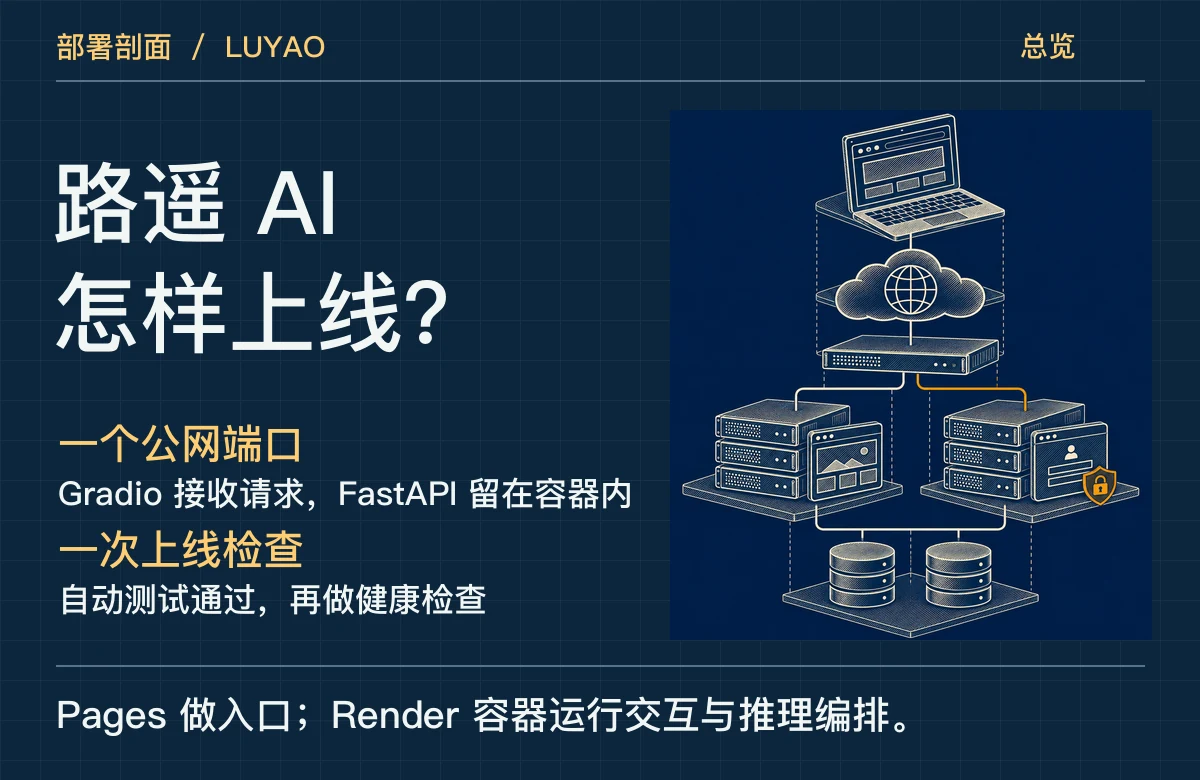 部署剖面 / LUYAO
总览
路遥 AI
怎样上线？
一个公网端口
Gradio 接收请求，FastAPI 留在容器内
一次上线检查
自动测试通过，再做健康检查
Pages 做入口；Render 容器运行交互与推理编排。